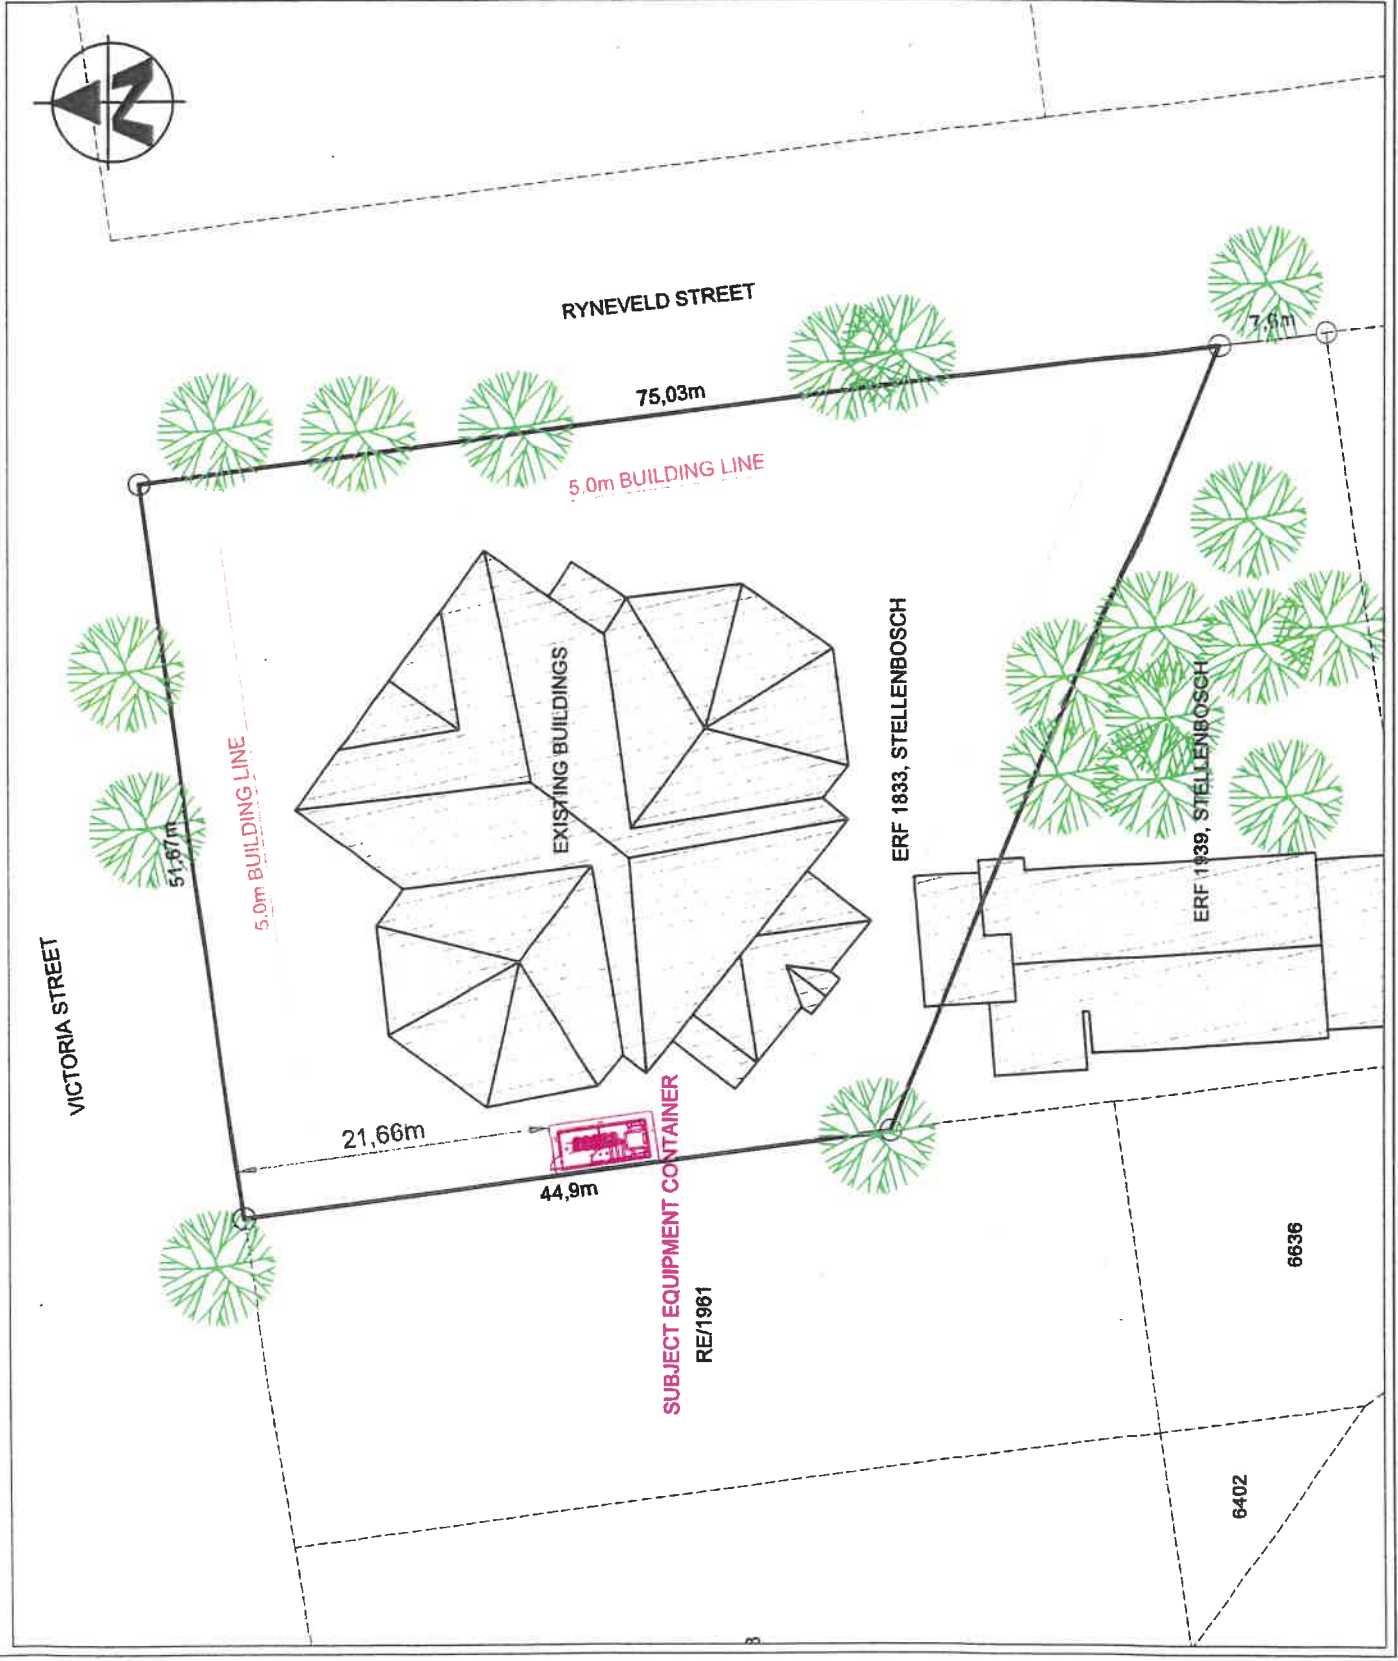 N
RYNEVELD STREET
7,6m
75,03m
5.0m BUILDING LINE
EXISTING BUILDINGS
ERF 1833, STELLENBOSCH
ERF 1939, STELLENBOSCH
5.0m BUILDING LINE
51,67m
VICTORIA STREET
21,66m
44,9m
SUBJECT EQUIPMENT CONTAINER
RE/1961
6636
6402